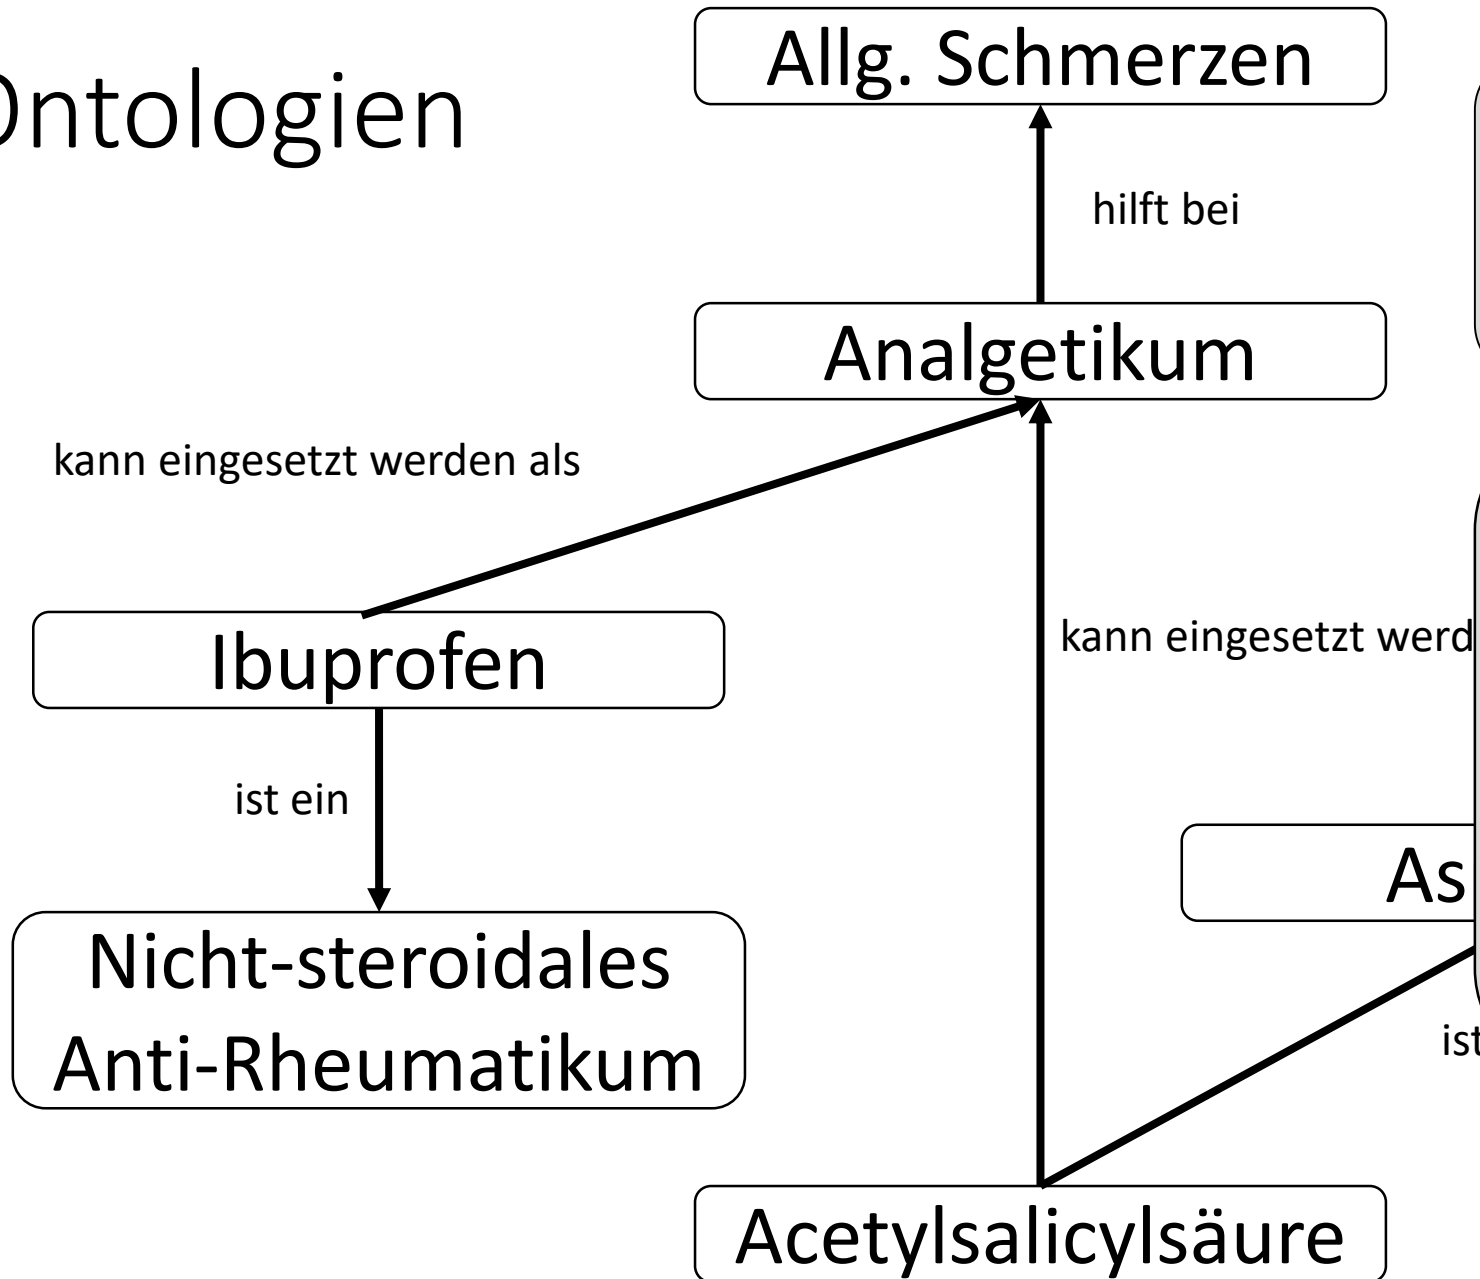 Ontologien
Allg. Schmerzen
hilft bei
Analgetikum
kann eingesetzt werden als
Ibuprofen
kann eingesetzt werd
ist ein
As
Nicht-steroidales
Anti-Rheumatikum
ist
Acetylsalicylsäure